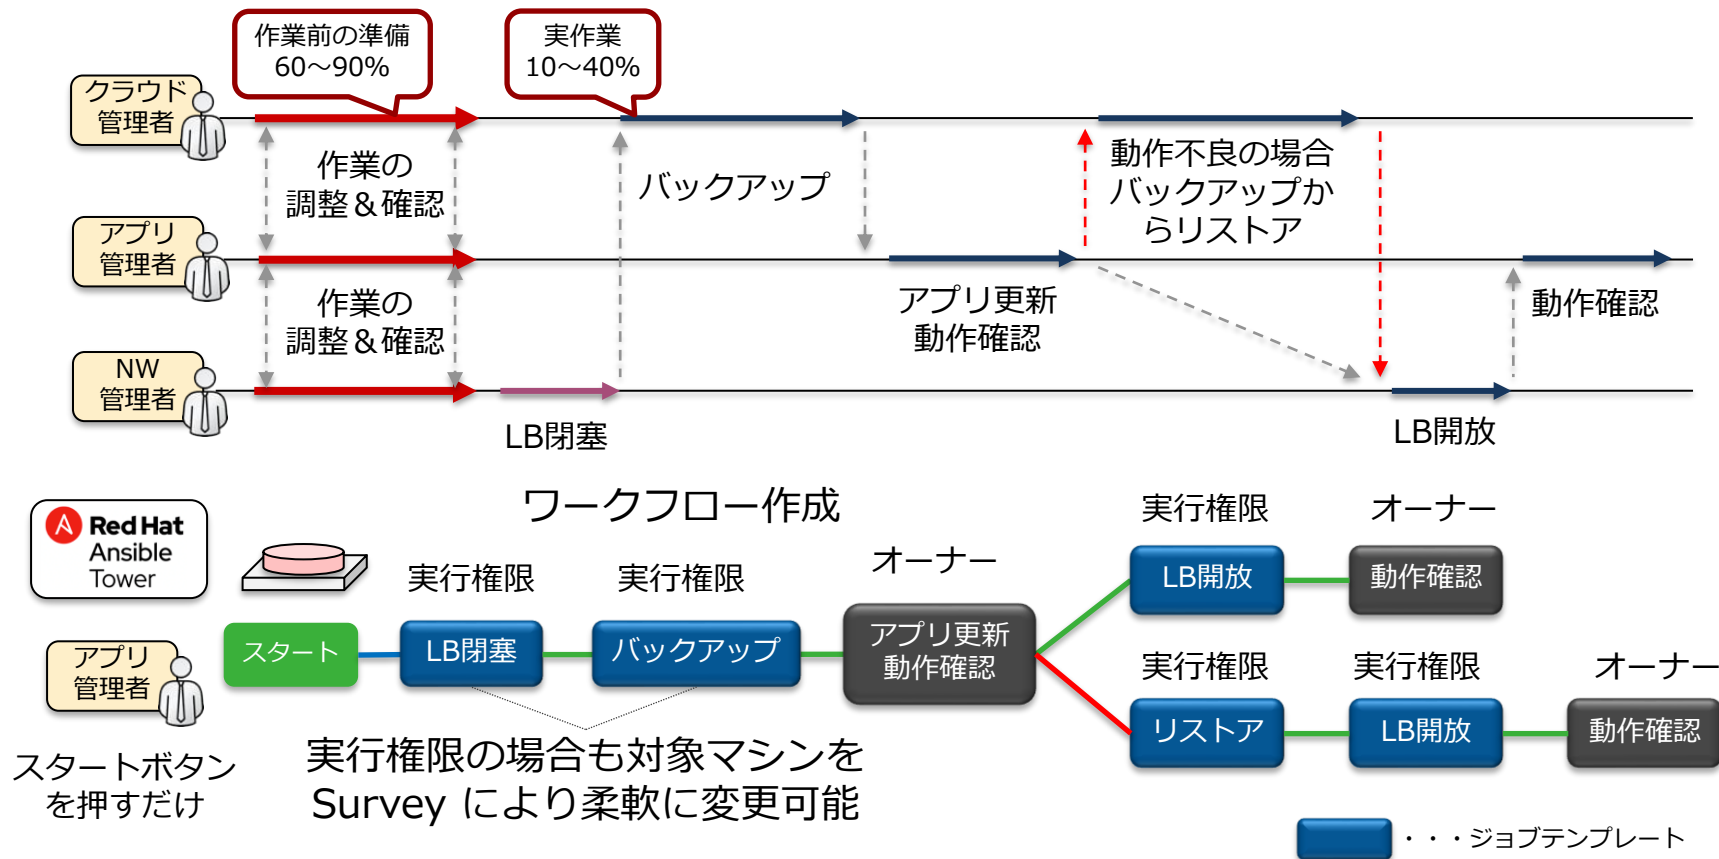 作業前の準備
60～90%
実作業
10～40%
クラウド
管理者
作業の
調整＆確認
バックアップ
動作不良の場合
バックアップか
らリストア
アプリ
管理者
作業の
調整＆確認
アプリ更新
動作確認
動作確認
NW
管理者
LB閉塞
LB開放
Red Hat
Ansible
Tower
ワークフロー作成
実行権限
オーナー
実行権限
実行権限
オーナー
LB開放
動作確認
スタート
LB閉塞
バックアップ
アプリ更新
動作確認
アプリ
管理者
実行権限
実行権限
オーナー
リストア
LB開放
動作確認
スタートボタン
を押すだけ
実行権限の場合も対象マシンを
Survey により柔軟に変更可能
・・・ジョブテンプレート